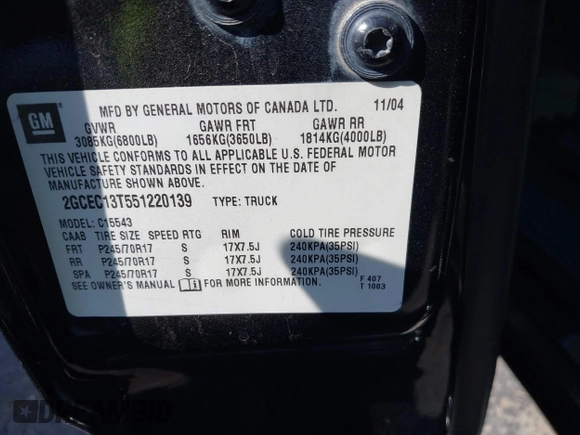 GM
MFD BY GENERAL MOTORS OF CANADA LTD. 11/04
GVWR GAWR FRT GAWR RR
3085KG(6800LB) 1656KG(3650LB) 1814KG(4000LB)
THIS VEHICLE CONFORMS TO ALL APPLICABLE U.S. FEDERAL MOTOR
VEHICLE SAFETY STANDARDS IN EFFECT ON THE DATE OF
MANUFACTURE SHOWN ABOVE.
2GCEC13T551220139 TYPE: TRUCK
MODEL: C15543
CAAB TIRE SIZE SPEED RTG RIM COLD TIRE PRESSURE
FRT P245/70R17 S 17X7.5J 240KPA(35PSI)
RR P245/70R17 S 17X7.5J 240KPA(35PSI)
SPA P245/70R17 S 17X7.5J 240KPA(35PSI)
SEE OWNER'S MANUAL FOR MORE INFORMATION.
F 407
T 1003
DREAMBID